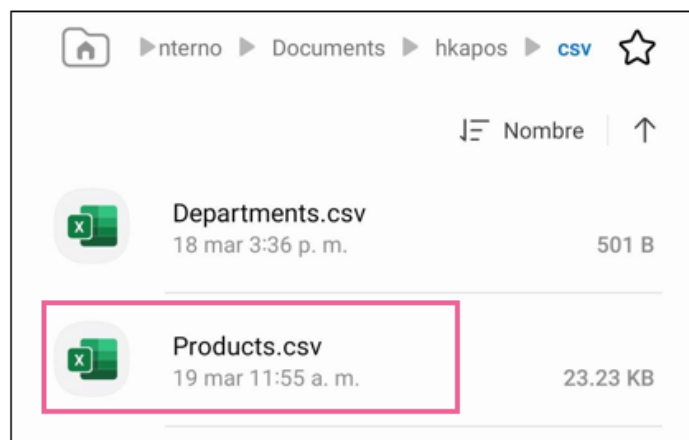 nterno Documents hkapos csv
Nombre
Departments.csv
18 mar 3:36 p. m.
501 B
Products.csv
19 mar 11:55 a. m.
23.23 KB